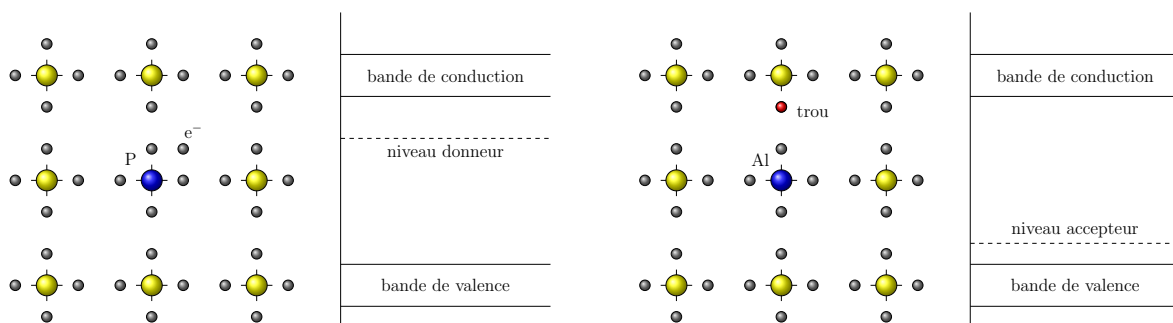 bande de conduction
e⁻
P
niveau donneur
bande de valence
bande de conduction
trou
Al
niveau accepteur
bande de valence